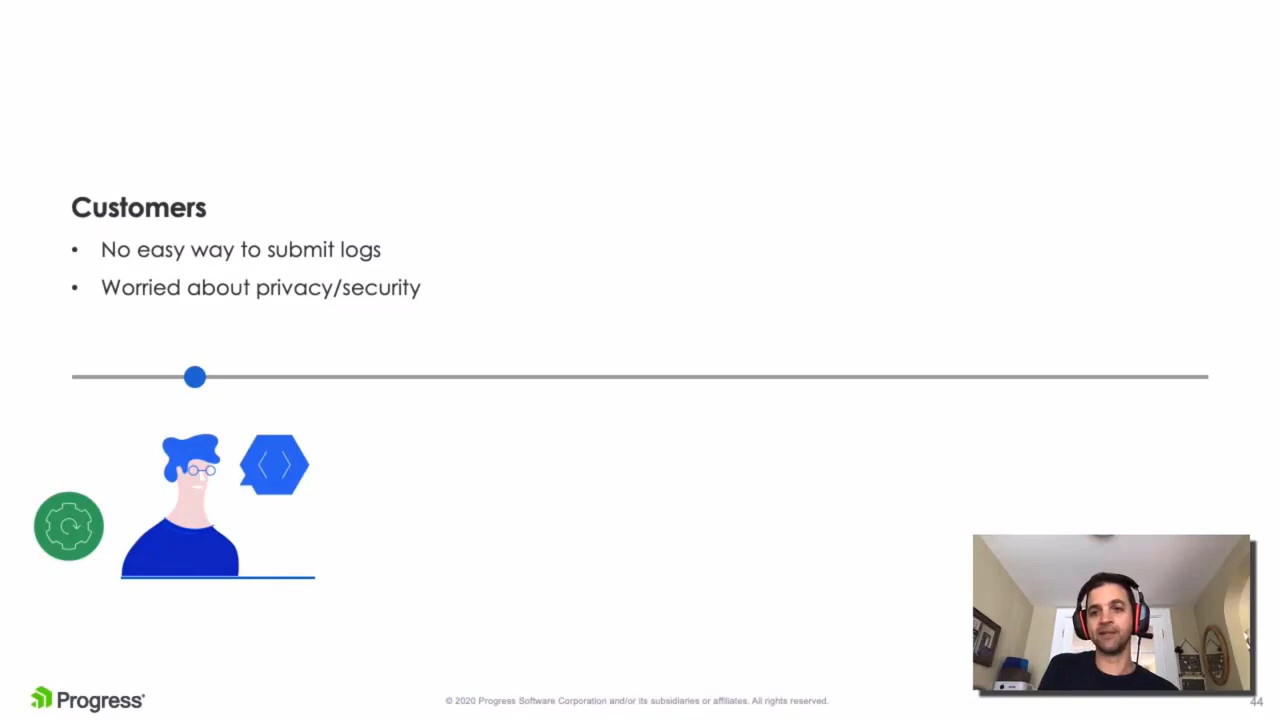 Customers
• No easy way to submit logs
• Worried about privacy/security
Progress®
© 2020 Progress Software Corporation and/or its subsidiaries or affiliates. All rights reserved.
44